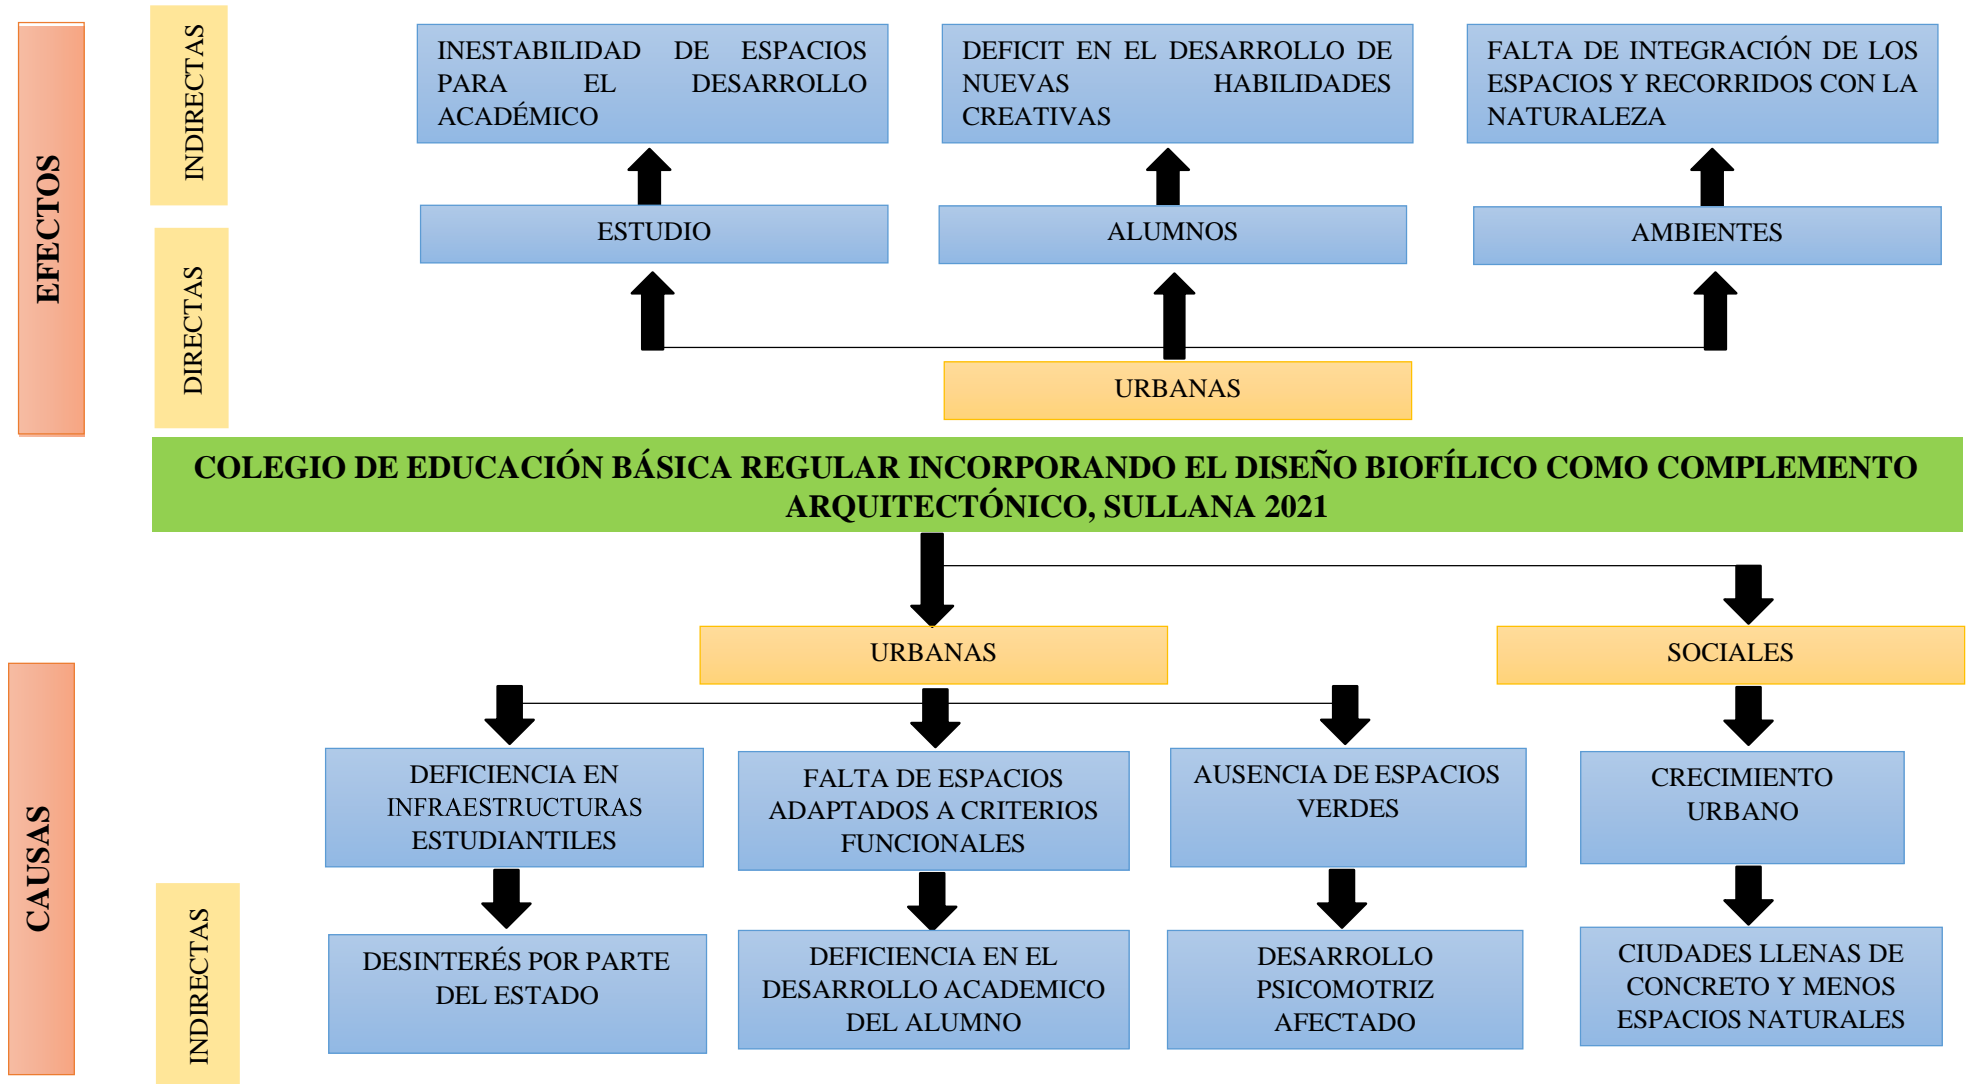 EFECTOS
INDIRECTAS
INESTABILIDAD DE ESPACIOS
PARA EL DESARROLLO
ACADÉMICO
DEFICIT EN EL DESARROLLO DE
NUEVAS HABILIDADES
CREATIVAS
FALTA DE INTEGRACIÓN DE LOS
ESPACIOS Y RECORRIDOS CON LA
NATURALEZA
DIRECTAS
ESTUDIO
ALUMNOS
AMBIENTES
URBANAS
COLEGIO DE EDUCACIÓN BÁSICA REGULAR INCORPORANDO EL DISEÑO BIOFÍLICO COMO COMPLEMENTO
ARQUITECTÓNICO, SULLANA 2021
CAUSAS
URBANAS
SOCIALES
DEFICIENCIA EN
INFRAESTRUCTURAS
ESTUDIANTILES
FALTA DE ESPACIOS
ADAPTADOS A CRITERIOS
FUNCIONALES
AUSENCIA DE ESPACIOS
VERDES
CRECIMIENTO
URBANO
INDIRECTAS
DESINTERÉS POR PARTE
DEL ESTADO
DEFICIENCIA EN EL
DESARROLLO ACADEMICO
DEL ALUMNO
DESARROLLO
PSICOMOTRIZ
AFECTADO
CIUDADES LLENAS DE
CONCRETO Y MENOS
ESPACIOS NATURALES